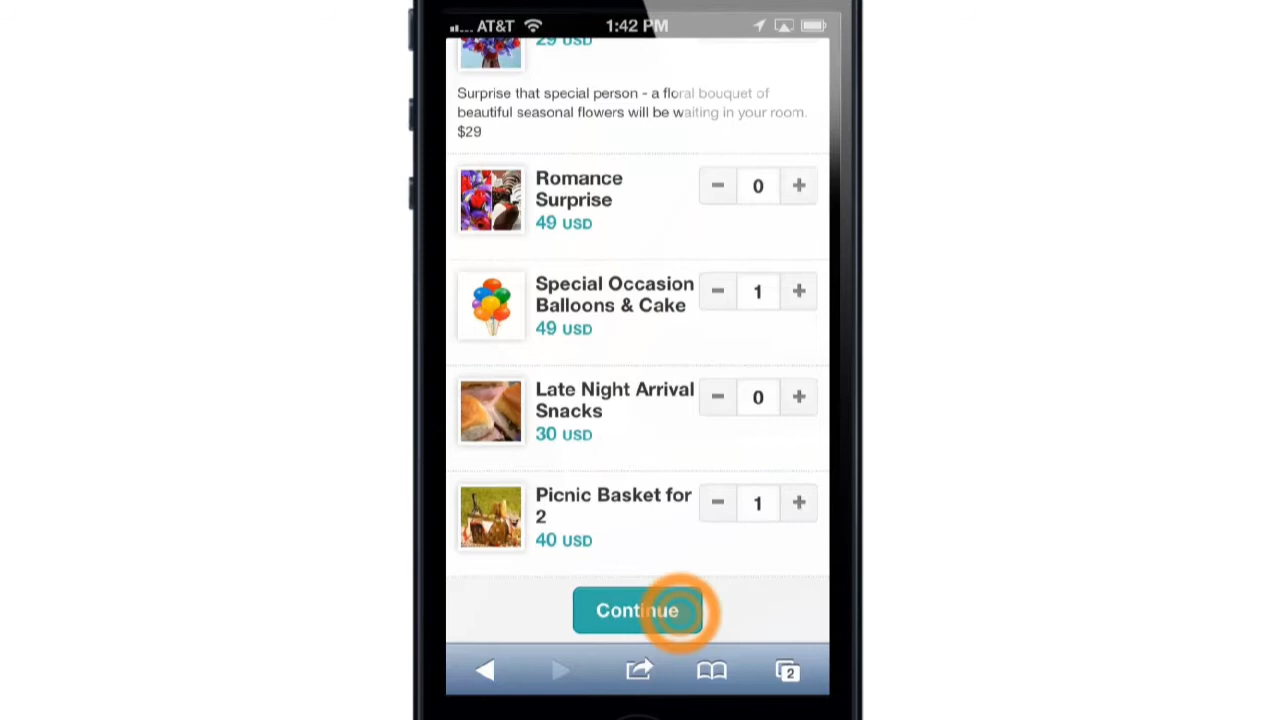 AT&T 1:42 PM
29 USD
Surprise that special person - a floral bouquet of
beautiful seasonal flowers will be waiting in your room.
$29
Romance
Surprise
49 USD
− 0 +
Special Occasion
Balloons & Cake
49 USD
− 1 +
Late Night Arrival
Snacks
30 USD
− 0 +
Picnic Basket for
2
40 USD
− 1 +
Continue
2